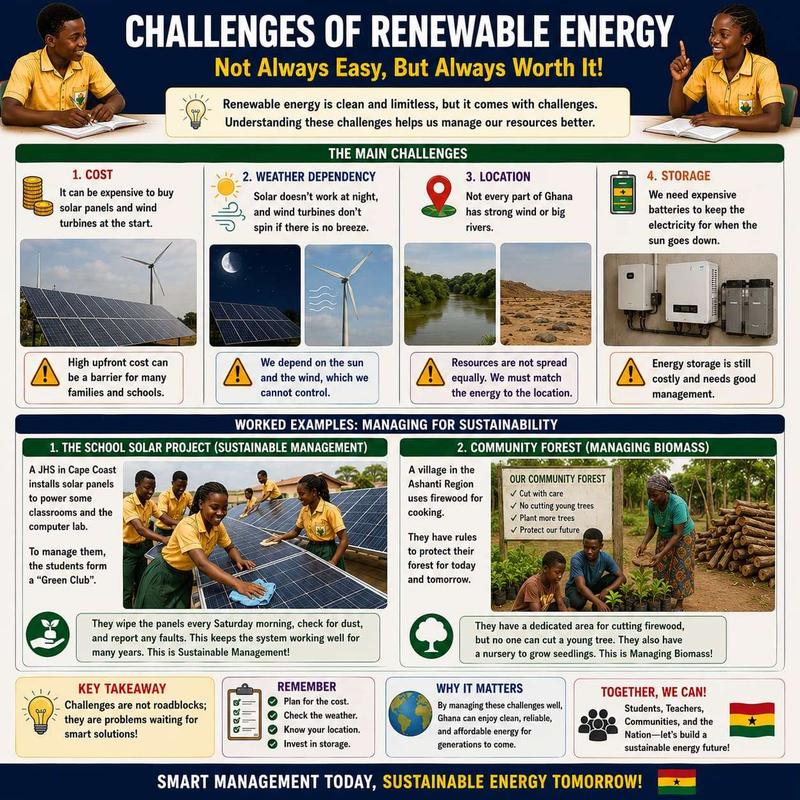 CHALLENGES OF RENEWABLE ENERGY
Not Always Easy, But Always Worth It!
Renewable energy is clean and limitless, but it comes with challenges.
Understanding these challenges helps us manage our resources better.
THE MAIN CHALLENGES
1. COST
It can be expensive to buy
solar panels and wind
turbines at the start.
High upfront cost can
be a barrier for many
families and schools.
2. WEATHER DEPENDENCY
Solar doesn't work at night,
and wind turbines don't
spin if there is no breeze.
We depend on the sun
and the wind, which we
cannot control.
3. LOCATION
Not every part of Ghana
has strong wind or big
rivers.
Resources are not spread
equally. We must match
the energy to the location.
4. STORAGE
We need expensive
batteries to keep the
electricity for when the
sun goes down.
Energy storage is still
costly and needs good
management.
WORKED EXAMPLES: MANAGING FOR SUSTAINABILITY
1. THE SCHOOL SOLAR PROJECT (SUSTAINABLE MANAGEMENT)
A JHS in Cape Coast
installs solar panels
to power some
classrooms and the
computer lab.
To manage them,
the students form
a "Green Club".
They wipe the panels every Saturday morning, check for dust,
and report any faults. This keeps the system working well for
many years. This is Sustainable Management!
2. COMMUNITY FOREST (MANAGING BIOMASS)
A village in the
Ashanti Region
uses firewood for
cooking.
They have rules
to protect their
forest for today
and tomorrow.
OUR COMMUNITY FOREST
✓ Cut with care
✓ No cutting young trees
✓ Plant more trees
✓ Protect our future
They have a dedicated area for cutting firewood,
but no one can cut a young tree. They also have
a nursery to grow seedlings. This is Managing Biomass!
KEY TAKEAWAY
Challenges are not roadblocks;
they are problems waiting for
smart solutions!
REMEMBER
Plan for the cost.
Check the weather.
Know your location.
Invest in storage.
WHY IT MATTERS
By managing these challenges well,
Ghana can enjoy clean, reliable,
and affordable energy for
generations to come.
TOGETHER, WE CAN!
Students, Teachers,
Communities, and the
Nation—let's build a
sustainable energy future!
SMART MANAGEMENT TODAY, SUSTAINABLE ENERGY TOMORROW!